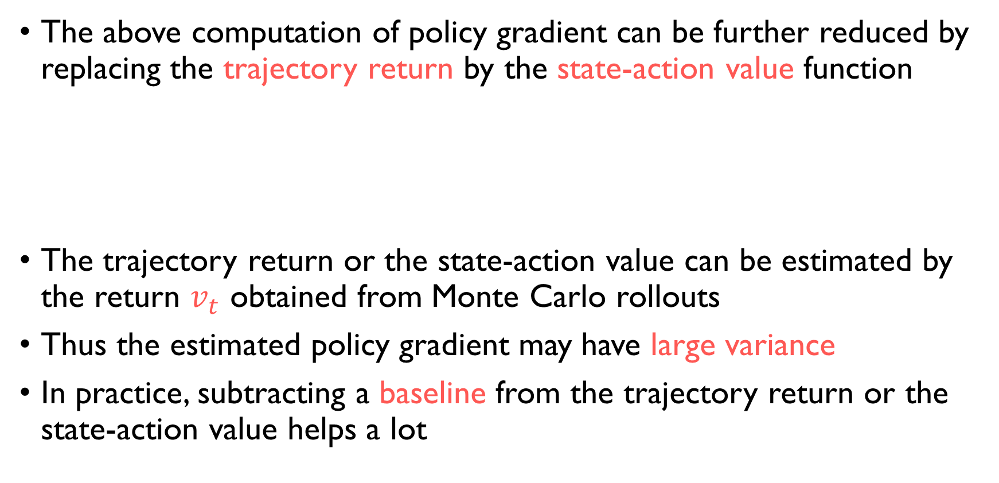 • The above computation of policy gradient can be further reduced by
replacing the trajectory return by the state-action value function
• The trajectory return or the state-action value can be estimated by
the return 𝑣ₜ obtained from Monte Carlo rollouts
• Thus the estimated policy gradient may have large variance
• In practice, subtracting a baseline from the trajectory return or the
state-action value helps a lot